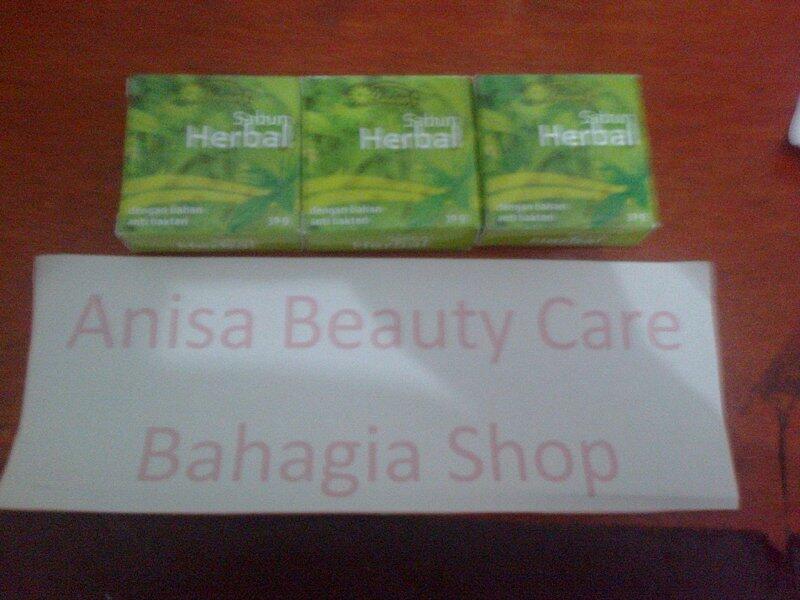 Sabun
Herbal
dengan bahan
anti bakteri
Sabun
Herbal
dengan bahan
anti bakteri
Sabun
Herbal
dengan bahan
anti bakteri
Anisa Beauty Care
Bahagia Shop